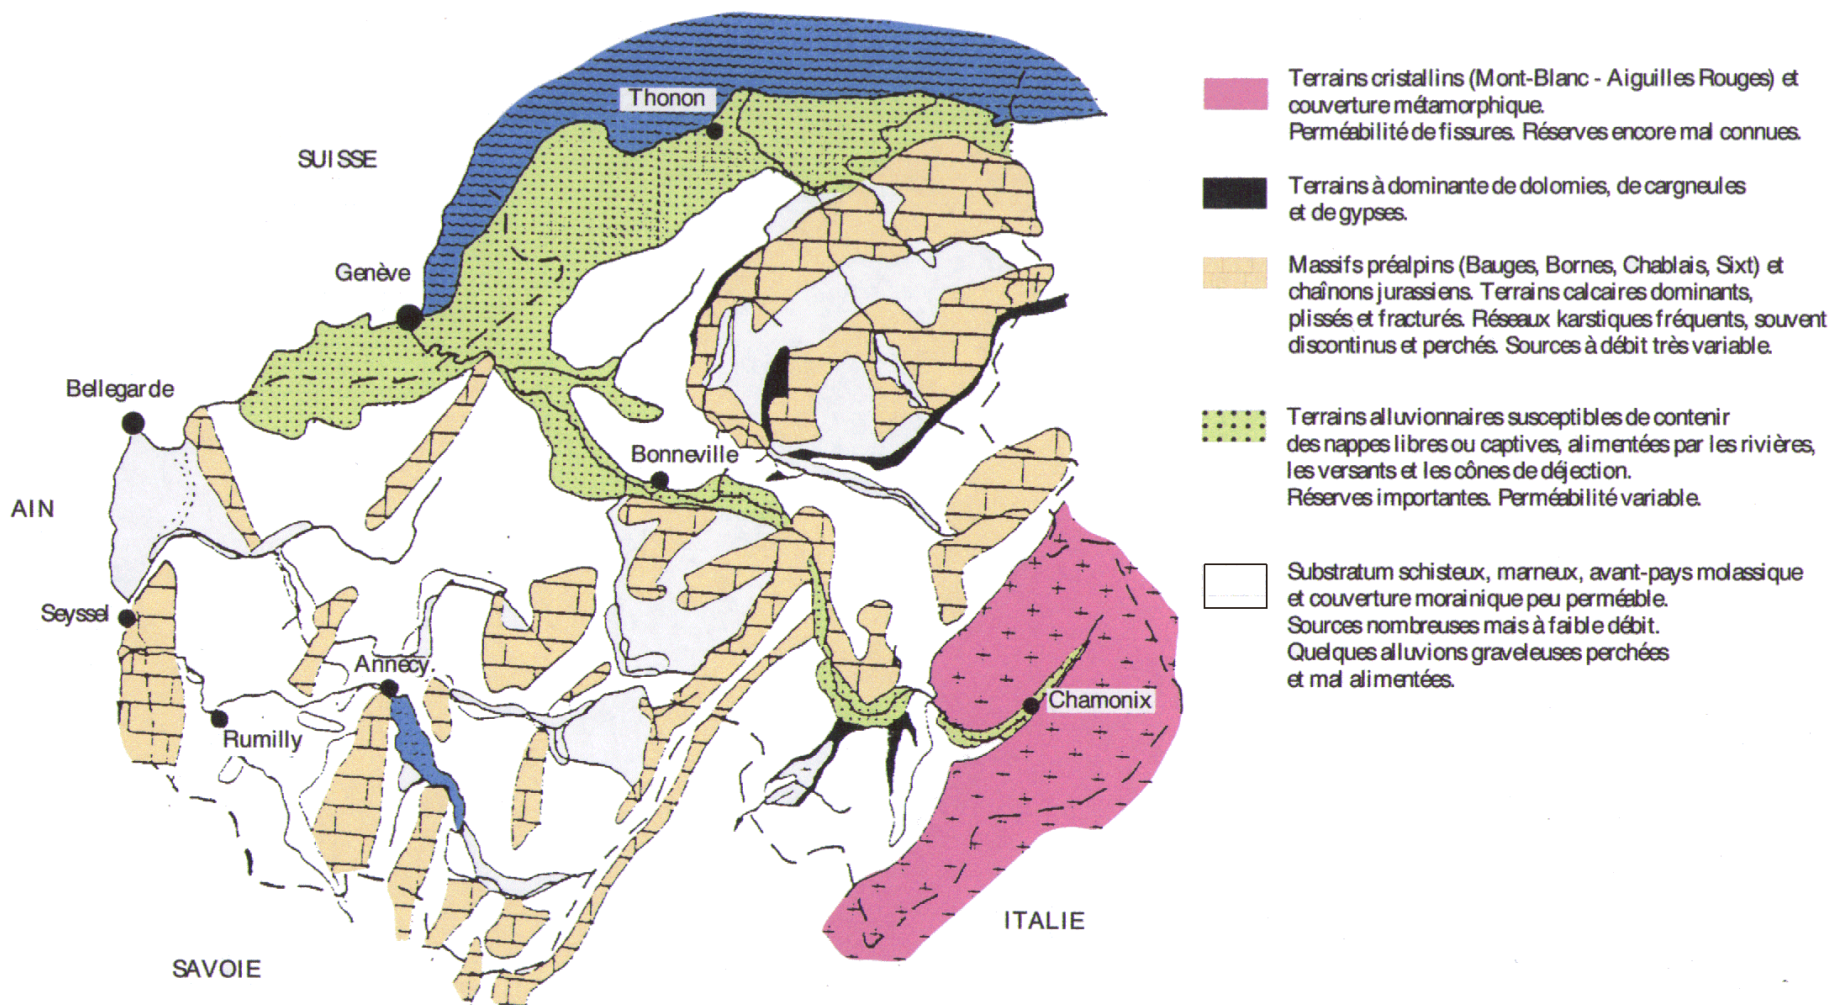 Thonon
SUISSE
Genève
Bellegarde
Bonneville
AIN
Seyssel
Annecy
Chamonix
Rumilly
ITALIE
SAVOIE
Terrains cristallins (Mont-Blanc - Aiguilles Rouges) et
couverture métamorphique.
Perméabilité de fissures. Réserves encore mal connues.
Terrains à dominante de dolomies, de cargneules
et de gypses.
Massifs préalpins (Bauges, Bornes, Chablais, Sixt) et
chaînons jurassiens. Terrains calcaires dominants,
plissés et fracturés. Réseaux karstiques fréquents, souvent
discontinus et perchés. Sources à débit très variable.
Terrains alluvionnaires susceptibles de contenir
des nappes libres ou captives, alimentées par les rivières,
les versants et les cônes de déjection.
Réserves importantes. Perméabilité variable.
Substratum schisteux, marneux, avant-pays molassique
et couverture morainique peu perméable.
Sources nombreuses mais à faible débit.
Quelques alluvions graveleuses perchées
et mal alimentées.